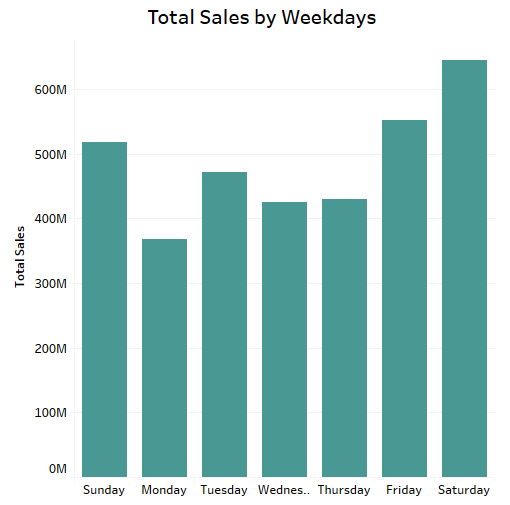 Total Sales by Weekdays
Total Sales
600M
500M
400M
300M
200M
100M
0M
Sunday Monday Tuesday Wednes.. Thursday Friday Saturday